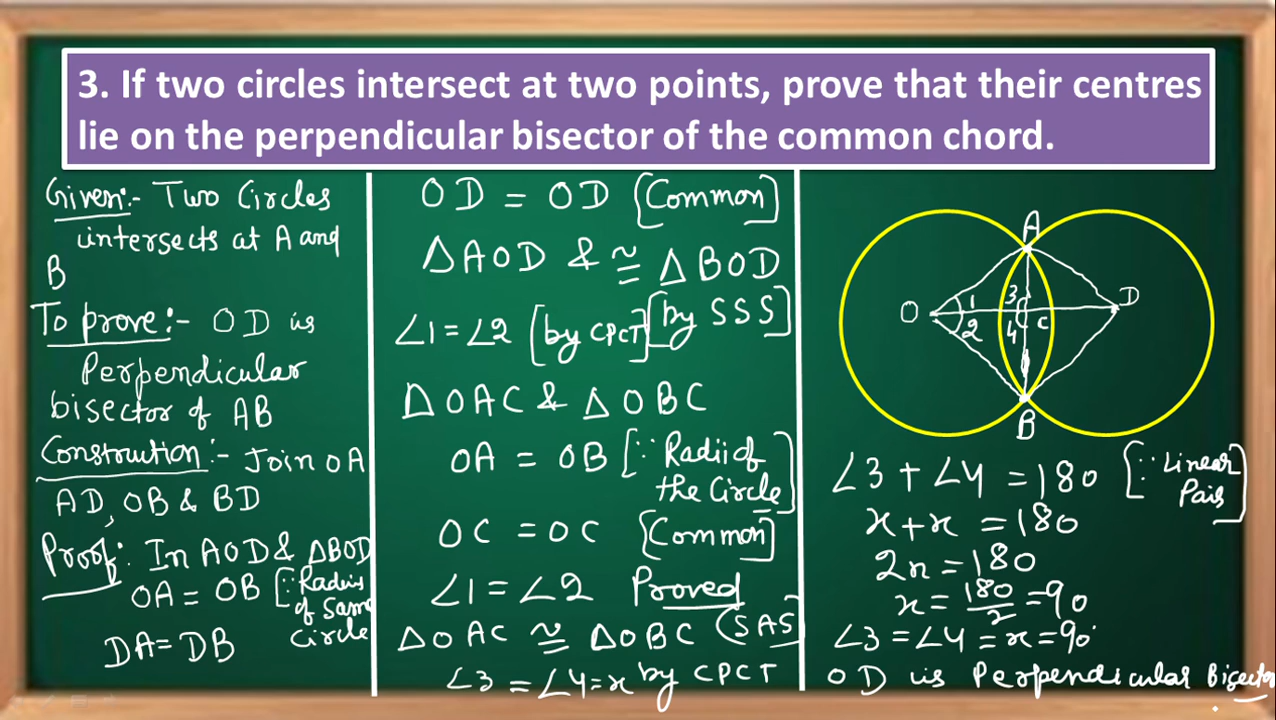 3. If two circles intersect at two points, prove that their centres
lie on the perpendicular bisector of the common chord.
Given:- Two Circles
intersects at A and
B
To prove:- OD is
Perpendicular
bisector of AB
Construction:- Join OA
AD, OB & BD
Proof: In AOD & ΔBOD
OA = OB [∵ Radius
of Same
Circle
DA = DB
OD = OD [Common]
ΔAOD & ≅ ΔBOD
[by SSS]
∠1 = ∠2 [by CPCT]
ΔOAC & ΔOBC
OA = OB [∵ Radii of
the Circle]
OC = OC [Common]
∠1 = ∠2 Proved
ΔOAC ≅ ΔOBC (SAS]
∠3 = ∠4 = x by CPCT
A
O
1
2
3
4
C
D
B
∠3 + ∠4 = 180 [∵ Linear
Pair]
x + x = 180
2x = 180
x = 180/2 = 90
∠3 = ∠4 = x = 90°
OD is Perpendicular Bisector